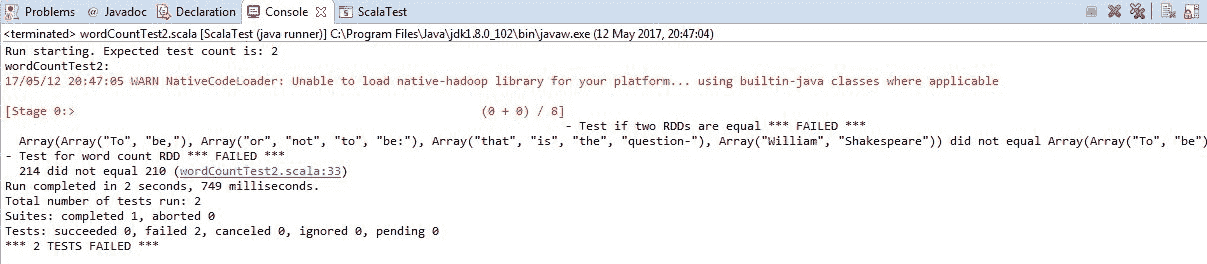 Problems @ Javadoc Declaration Console ScalaTest
<terminated> wordCountTest2.scala [ScalaTest (java runner)] C:\Program Files\Java\jdk1.8.0_102\bin\javaw.exe (12 May 2017, 20:47:04)
Run starting. Expected test count is: 2
wordCountTest2:
17/05/12 20:47:05 WARN NativeCodeLoader: Unable to load native-hadoop library for your platform... using builtin-java classes where applicable
[Stage 0:> (0 + 0) / 8]
- Test if two RDDs are equal *** FAILED ***
Array(Array("To", "be,"), Array("or", "not", "to", "be:"), Array("that", "is", "the", "question-"), Array("William", "Shakespeare")) did not equal Array(Array("To", "be")
- Test for word count RDD *** FAILED ***
214 did not equal 210 (wordCountTest2.scala:33)
Run completed in 2 seconds, 749 milliseconds.
Total number of tests run: 2
Suites: completed 1, aborted 0
Tests: succeeded 0, failed 2, canceled 0, ignored 0, pending 0
*** 2 TESTS FAILED ***